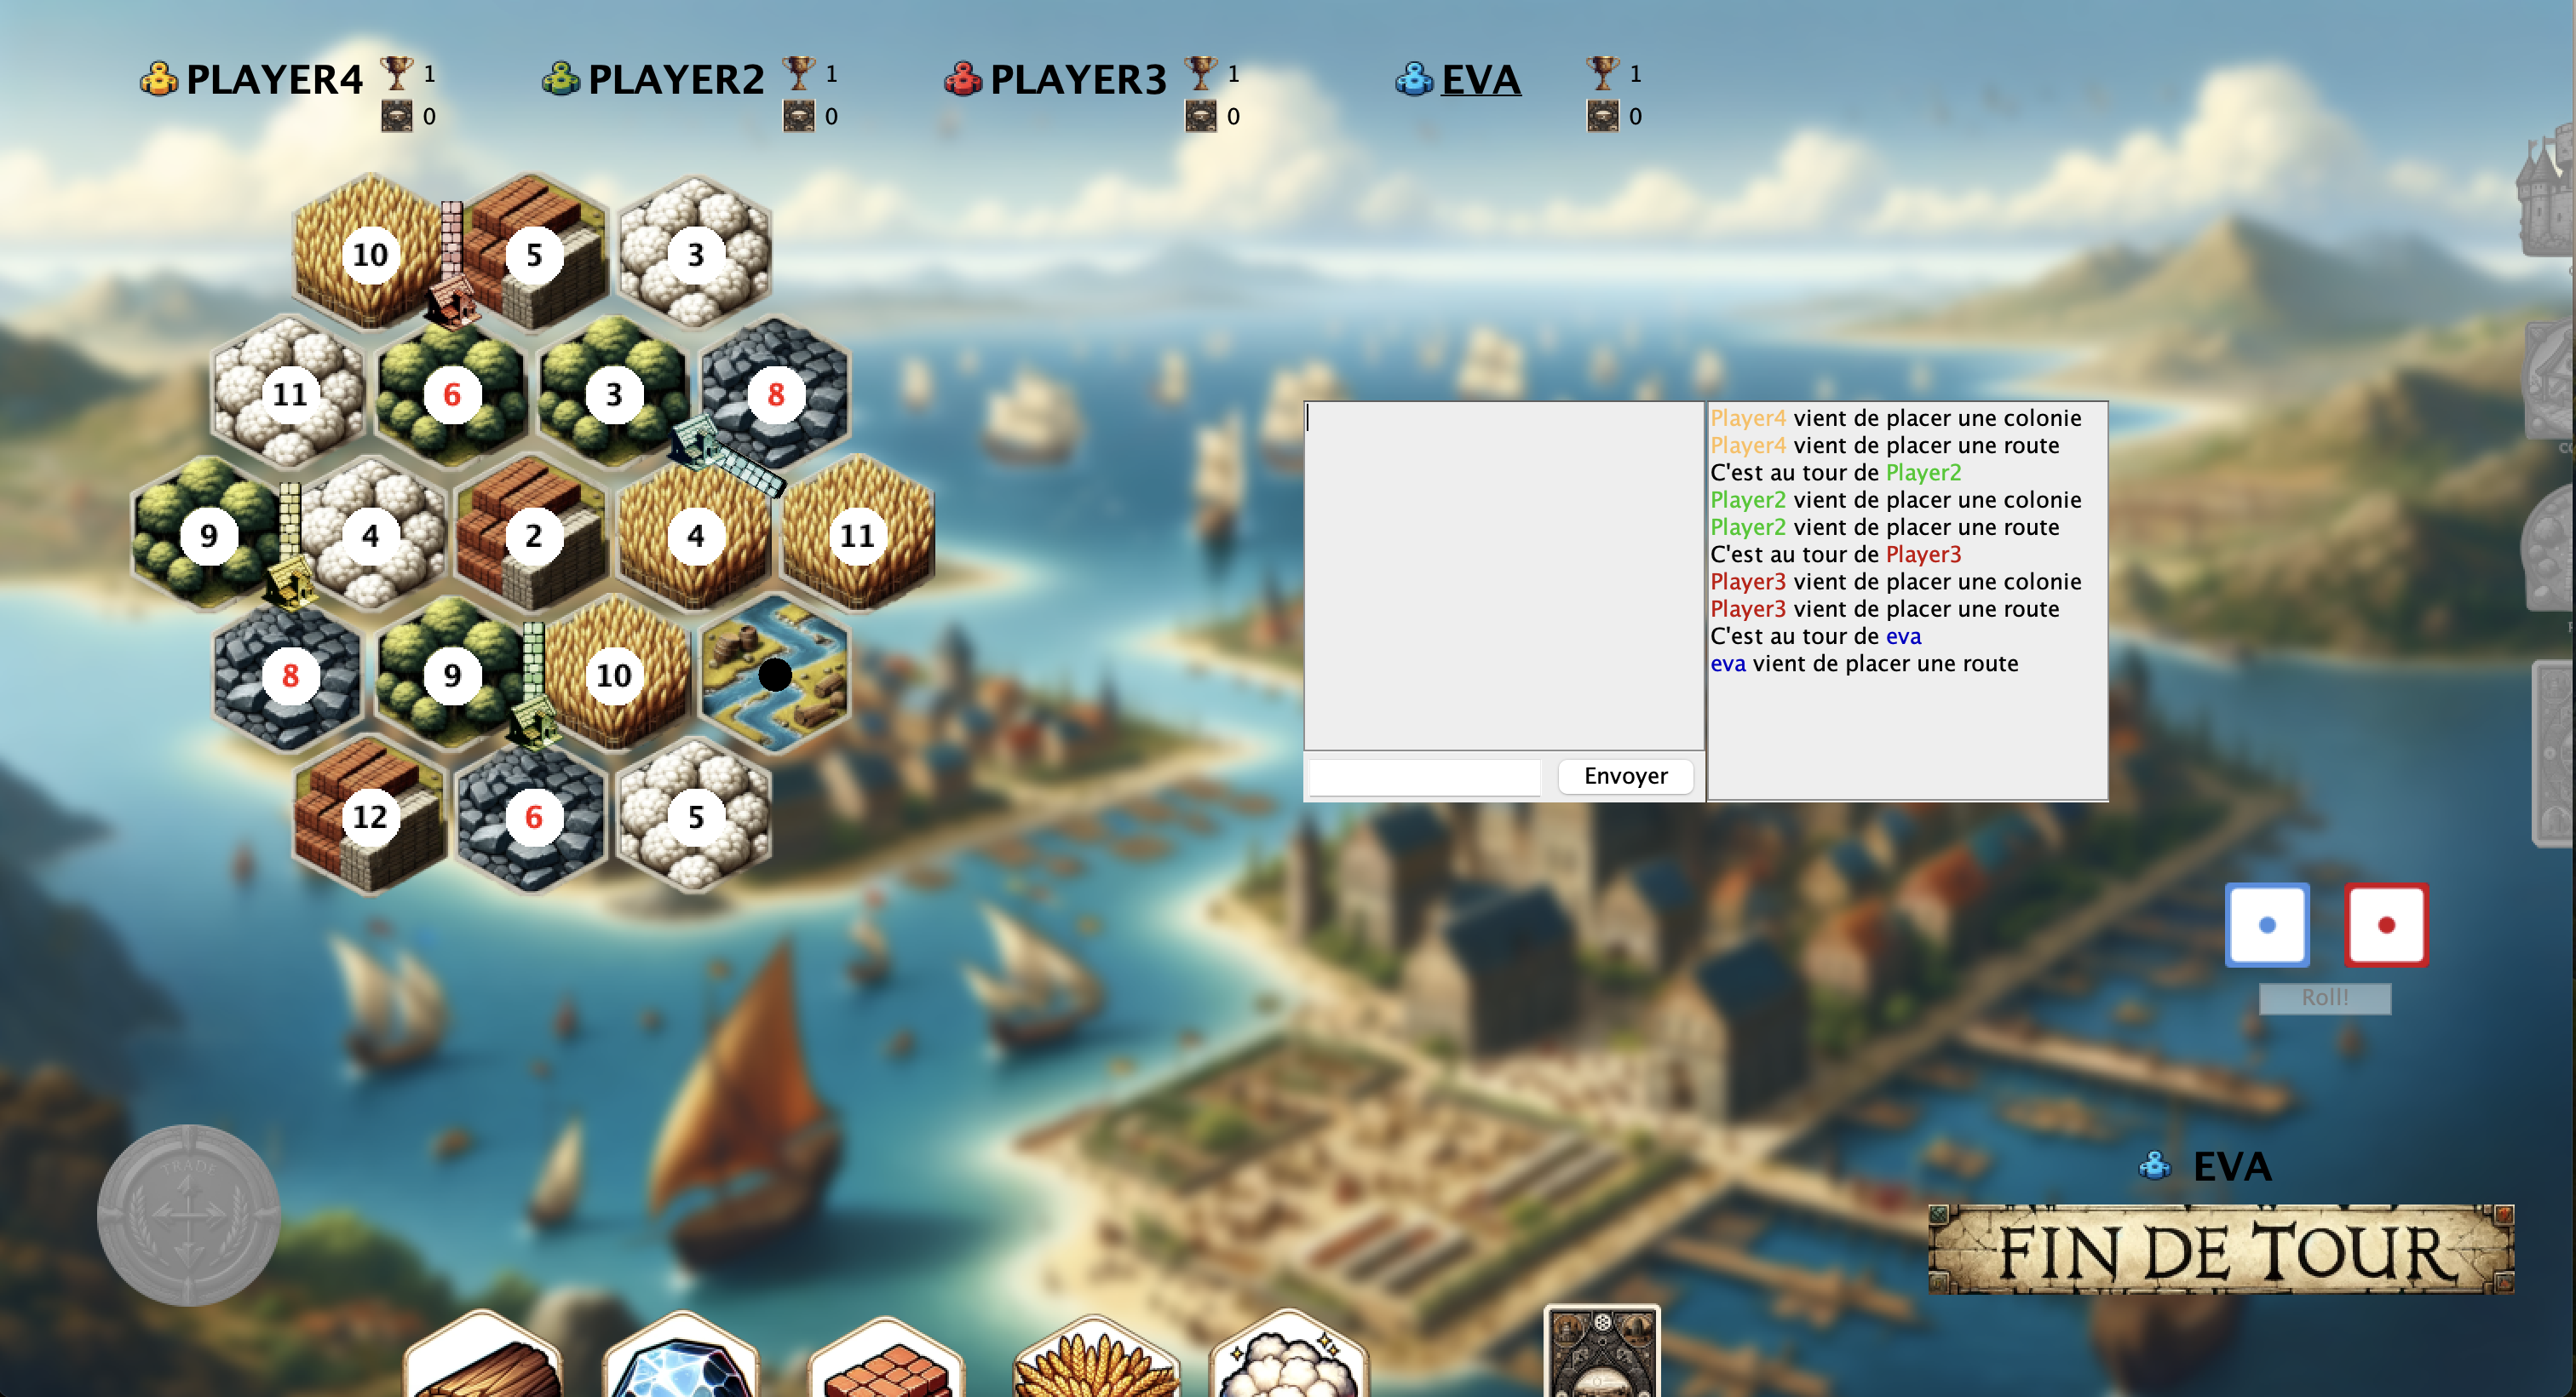 PLAYER4 1
0
PLAYER2 1
0
PLAYER3 1
0
EVA 1
0
10 5 3
11 6 3 8
9 4 2 4 11
8 9 10
12 6 5
Player4 vient de placer une colonie
Player4 vient de placer une route
C'est au tour de Player2
Player2 vient de placer une colonie
Player2 vient de placer une route
C'est au tour de Player3
Player3 vient de placer une colonie
Player3 vient de placer une route
C'est au tour de eva
eva vient de placer une route
Envoyer
Roll!
TRADE
EVA
FIN DE TOUR